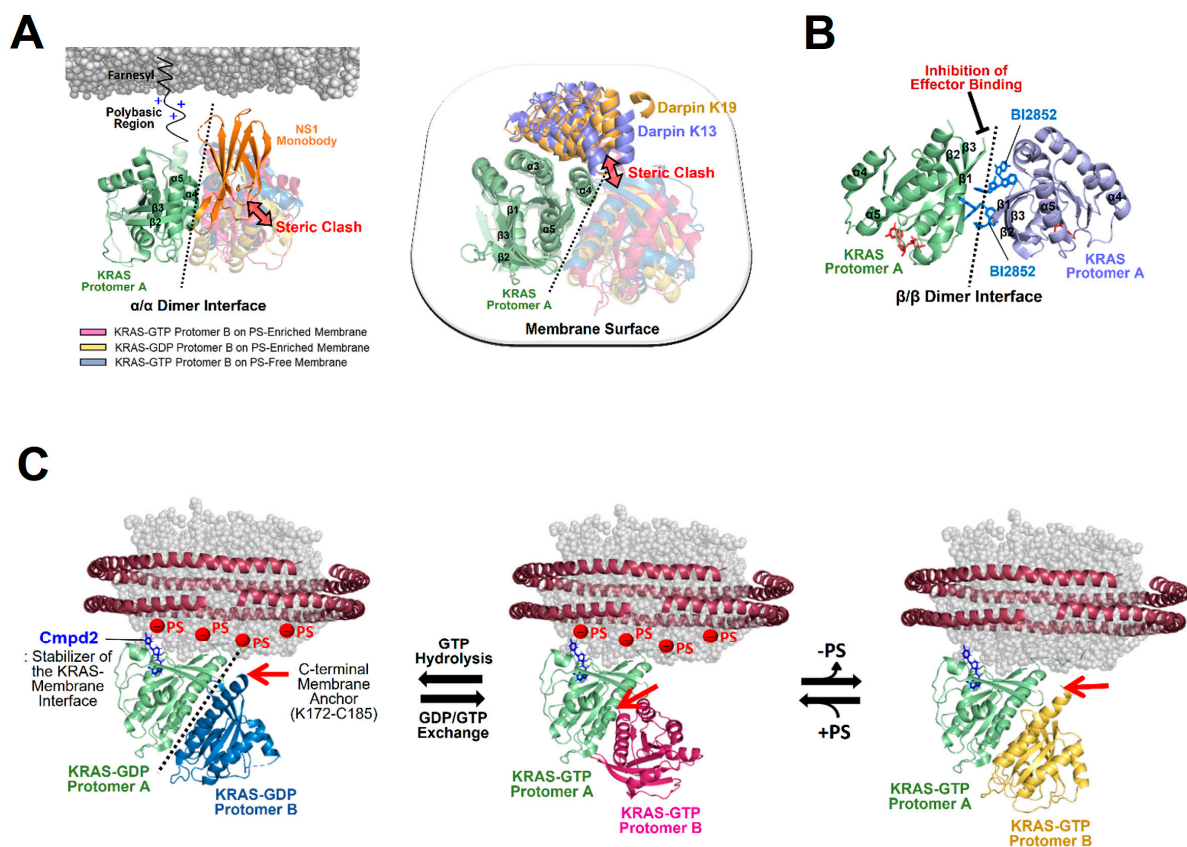 A
Farnesyl
+
+
+
Polybasic
Region
NS1
Monobody
α5
α4
β3
β2
Steric Clash
KRAS
Protomer A
α/α Dimer Interface
KRAS-GTP Protomer B on PS-Enriched Membrane
KRAS-GDP Protomer B on PS-Enriched Membrane
KRAS-GTP Protomer B on PS-Free Membrane
Darpin K19
Darpin K13
Steric Clash
α3
α4
β1
β3
α5
β2
KRAS
Protomer A
Membrane Surface
B
Inhibition of
Effector Binding
BI2852
β3
β2
α4
β1
α5
β1
β3
α5
α4
β2
KRAS
Protomer A
BI2852
KRAS
Protomer A
β/β Dimer Interface
C
PS
PS
PS
PS
Cmpd2
: Stabilizer of
the KRAS-
Membrane
Interface
C-terminal
Membrane
Anchor
(K172-C185)
KRAS-GDP
Protomer A
KRAS-GDP
Protomer B
GTP
Hydrolysis
GDP/GTP
Exchange
PS
PS
PS
PS
KRAS-GTP
Protomer A
KRAS-GTP
Protomer B
-PS
+PS
KRAS-GTP
Protomer A
KRAS-GTP
Protomer B